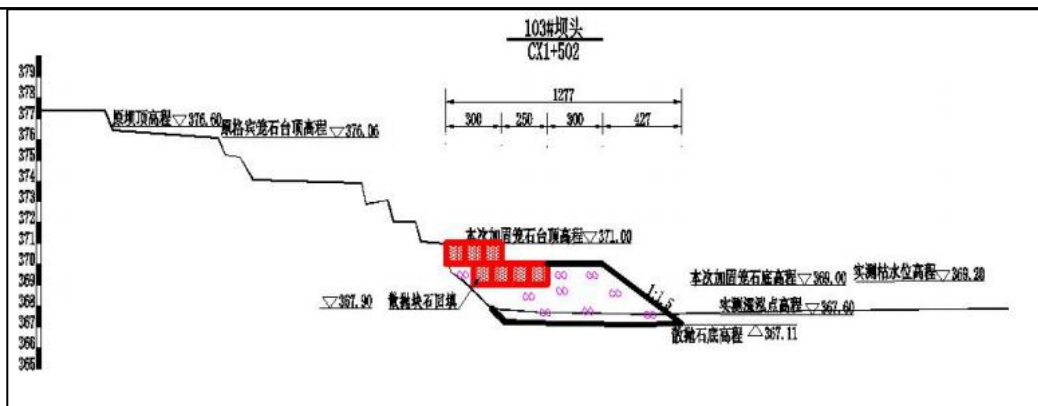 103#坝头
CX1+502
1277
300 250 300 427
379
378
377
376
375
374
373
372
371
370
369
368
367
366
365
原坝顶高程▽376.60
原格宾笼石台顶高程▽376.06
本次加固笼石台顶高程▽371.00
本次加固笼石底高程▽369.00
实测枯水位高程▽369.20
1:1.5
▽367.90
散抛块石回填
实测深泓点高程▽367.60
散抛石底高程△367.11